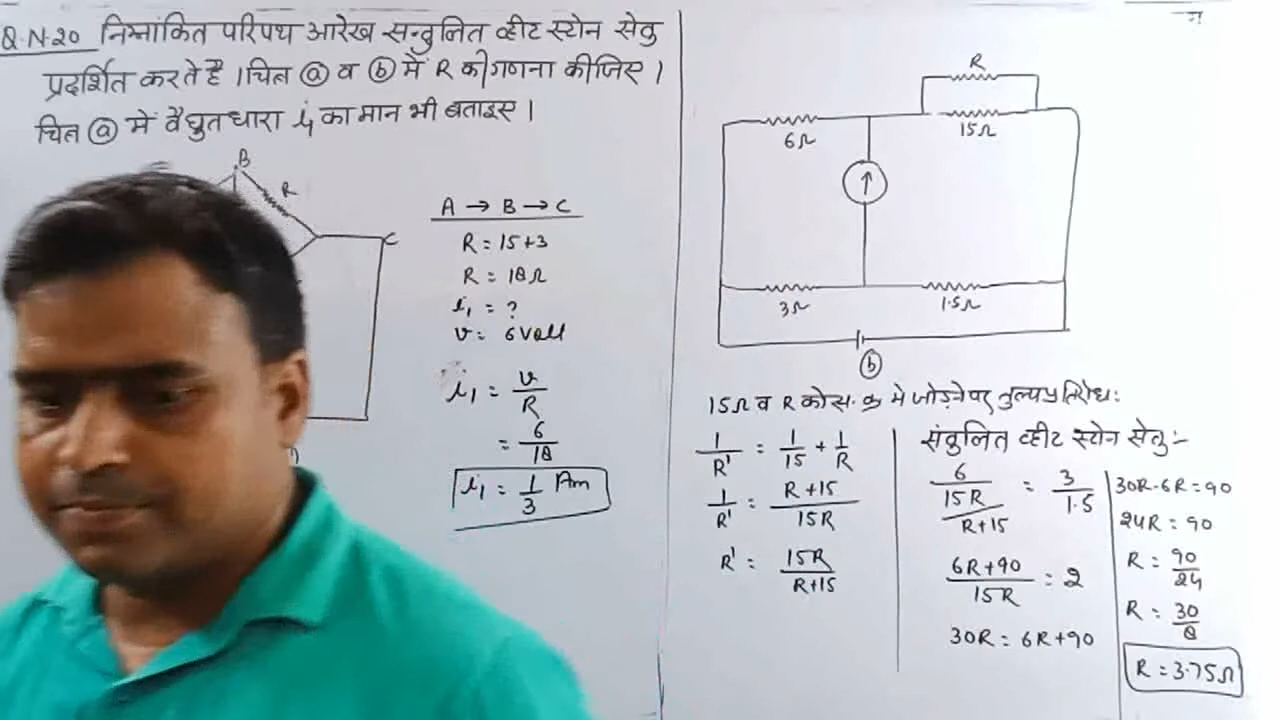 Q.N.20 निम्नांकित परिपथ आरेख सन्तुलित व्हीट स्टोन सेतु
प्रदर्शित करते है । चित्र ⓐ व ⓑ में R की गणना कीजिए ।
चित्र ⓐ में वैद्युत धारा i₁ का मान भी बताइए ।
B
R
C
A → B → C
R = 15+3
R = 18Ω
i₁ = ?
v = 6 Volt
i₁ = v/R
= 6/18
i₁ = 1/3 Am
R
6Ω
15Ω
3Ω
1.5Ω
ⓑ
15Ω व R को स. क्र में जोड़ने पर तुल्य प्रतिरोध :
1/R' = 1/15 + 1/R
1/R' = R+15/15R
R' = 15R/R+15
संतुलित व्हीट स्टोन सेतु :-
6/15R/R+15 = 3/1.5
6R+90/15R = 2
30R = 6R+90
30R-6R=90
24R = 90
R = 90/24
R = 30/8
R = 3.75Ω